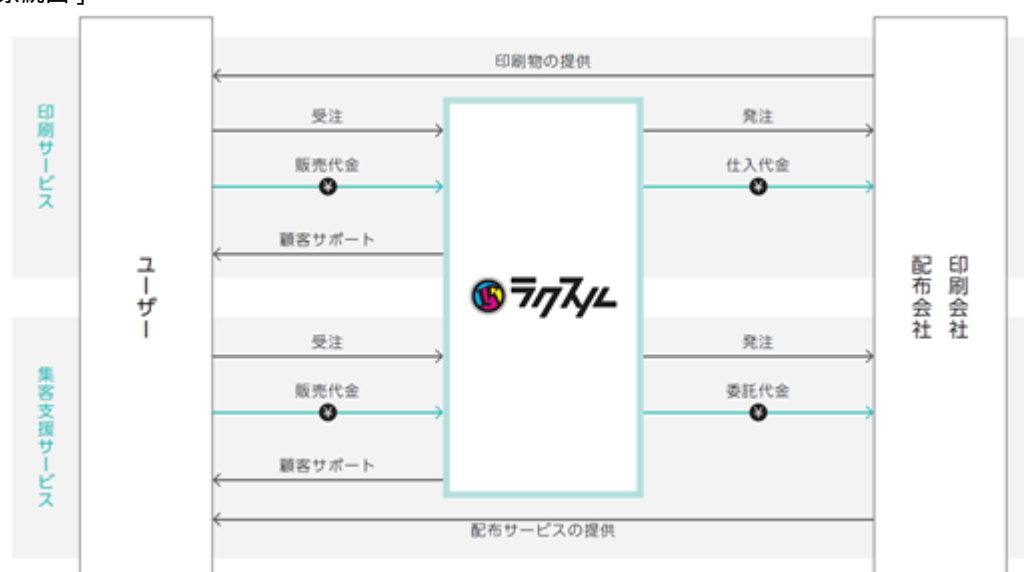 印刷サービス
ユーザー
印刷物の提供
受注
発注
販売代金
¥
仕入代金
¥
顧客サポート
ラクスル
印刷会社
配布会社
集客支援サービス
受注
発注
販売代金
¥
委託代金
¥
顧客サポート
配布サービスの提供